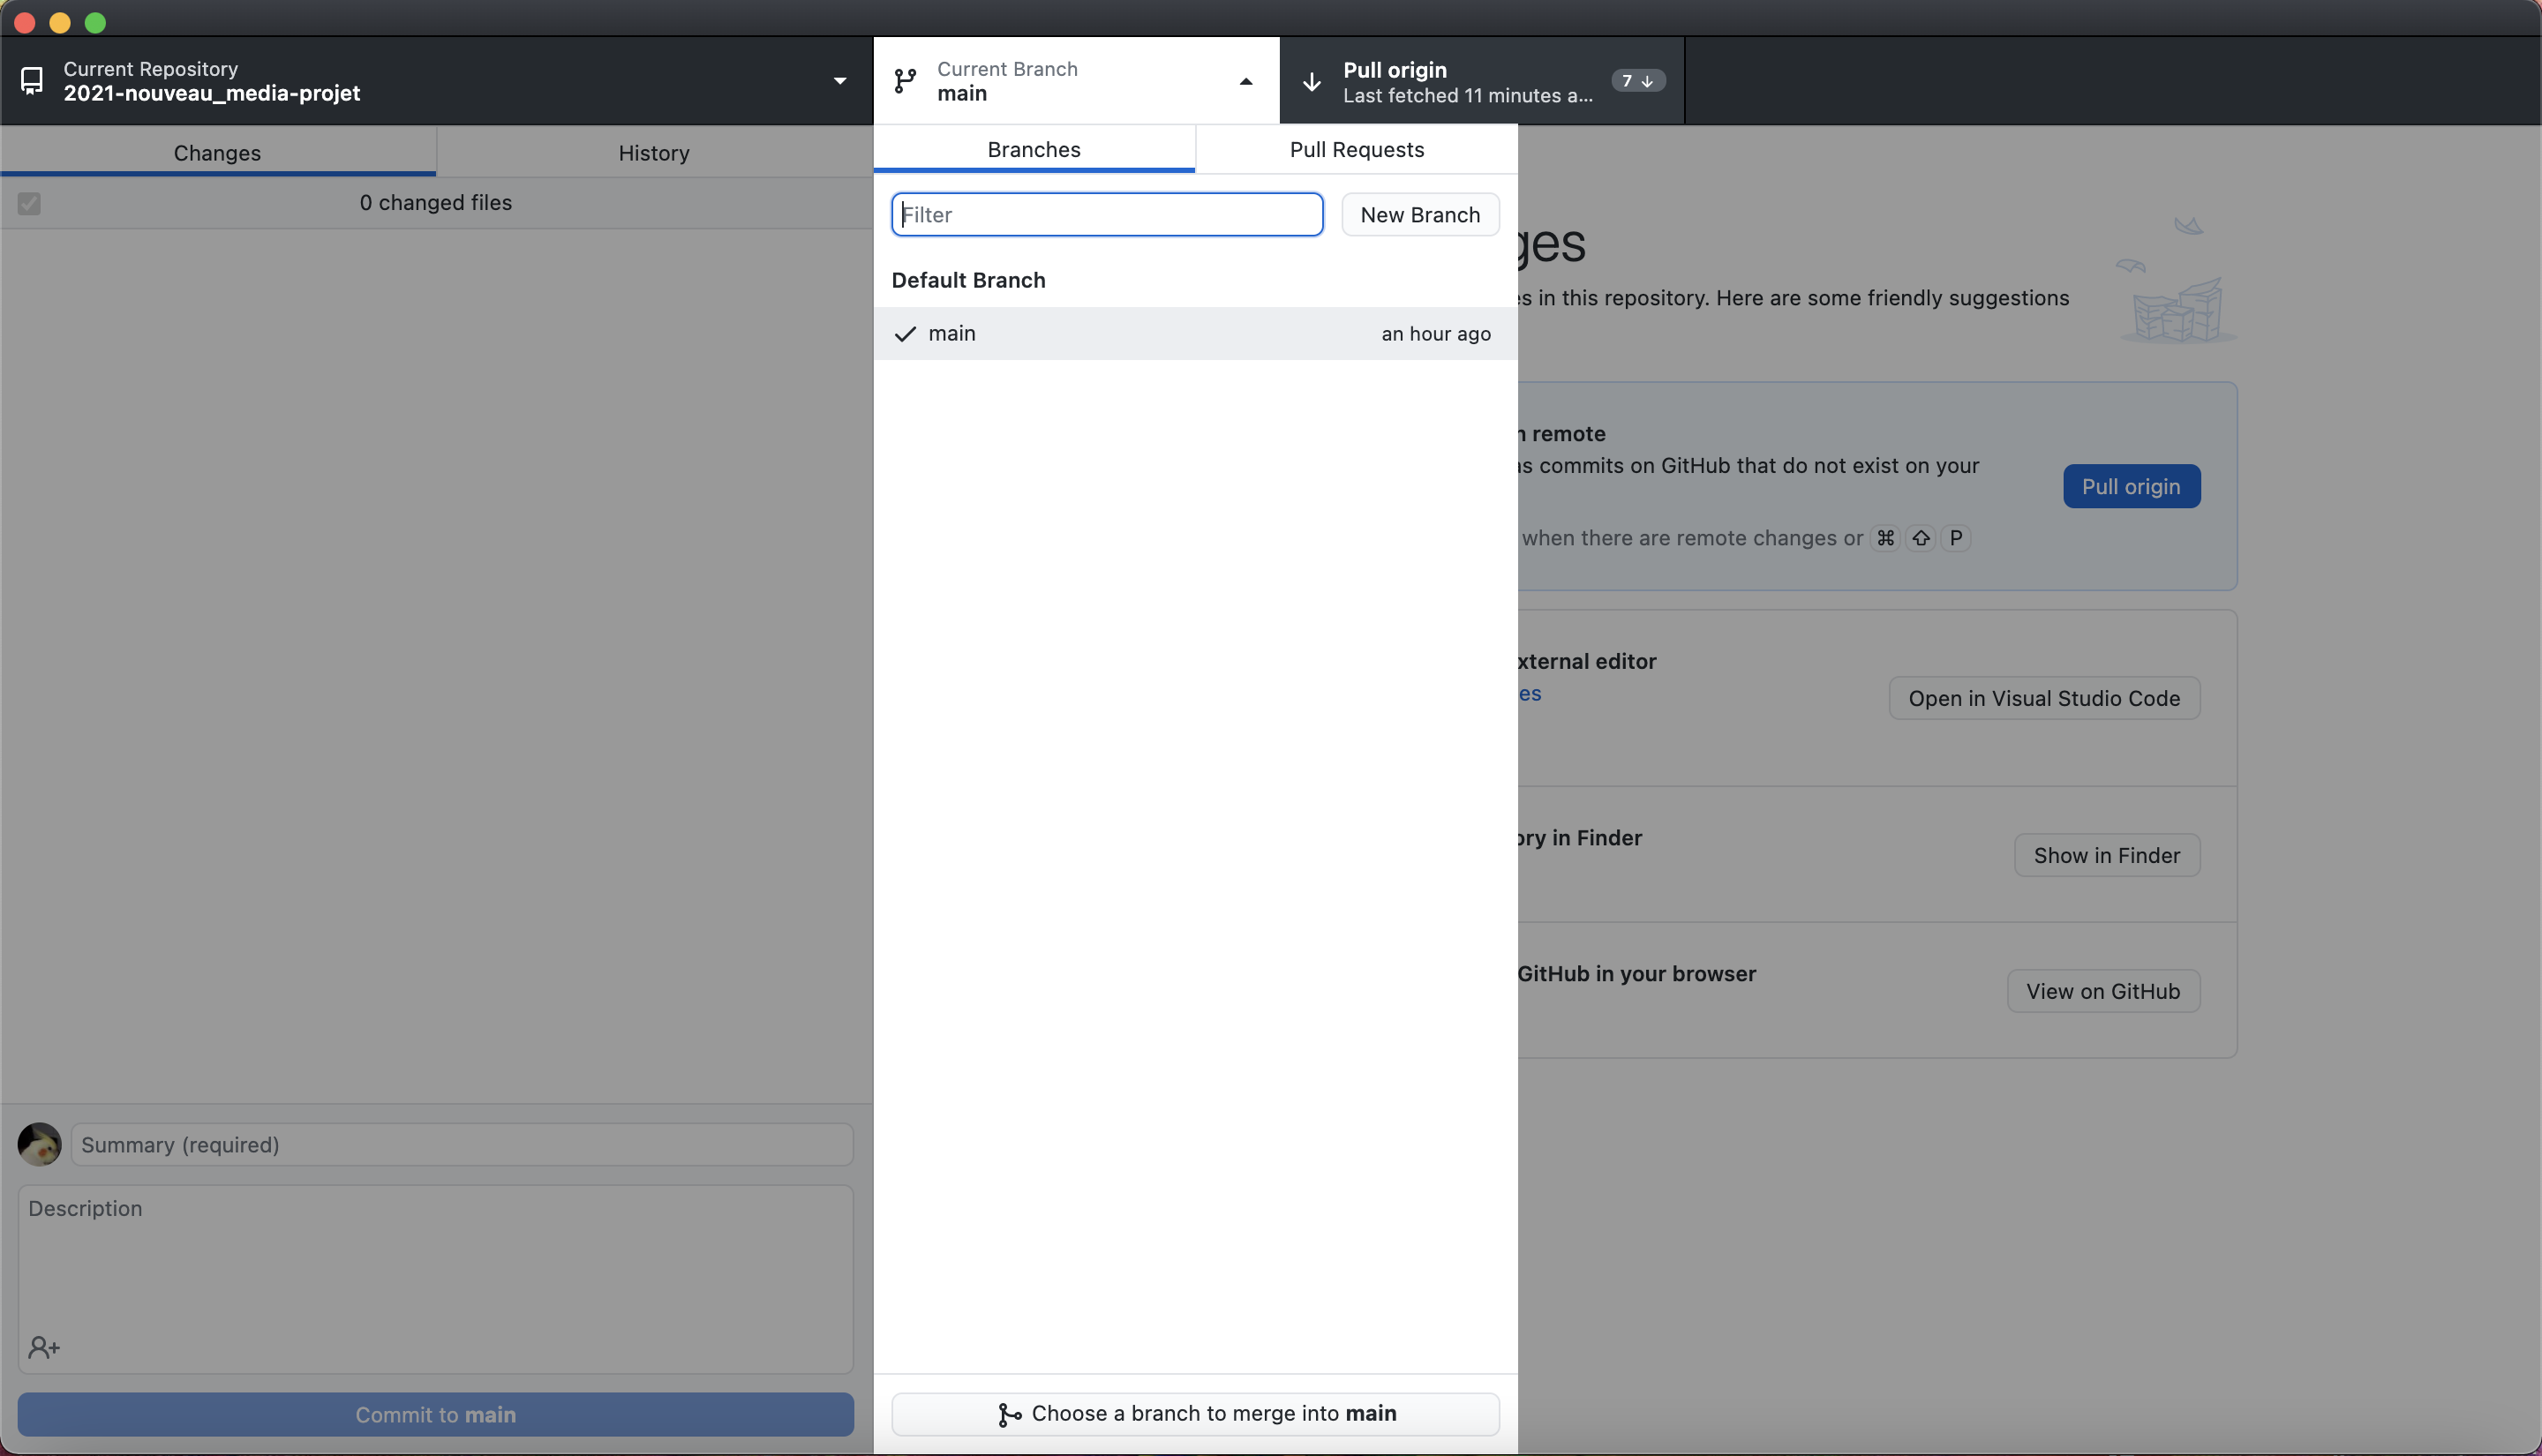 Current Repository
2021-nouveau_media-projet
Current Branch
main
Pull origin
Last fetched 11 minutes a...
7
Changes
History
0 changed files
Branches
Pull Requests
Filter
New Branch
Default Branch
main
an hour ago
ges
es in this repository. Here are some friendly suggestions
n remote
as commits on GitHub that do not exist on your
Pull origin
when there are remote changes or ⌘ ⇧ P
xternal editor
es
Open in Visual Studio Code
ory in Finder
Show in Finder
GitHub in your browser
View on GitHub
Summary (required)
Description
Commit to main
Choose a branch to merge into main